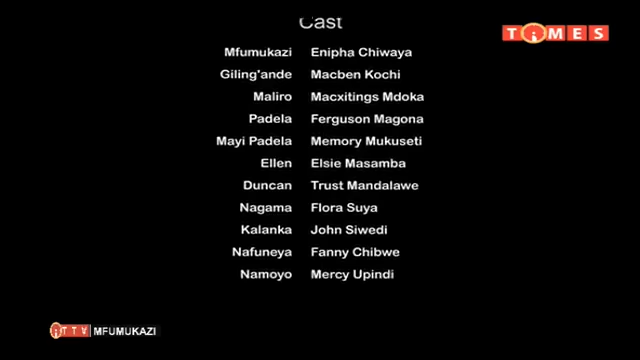 Cast
TiMES
Mfumukazi Enipha Chiwaya
Giling'ande Macben Kochi
Maliro Macxitings Mdoka
Padela Ferguson Magona
Mayi Padela Memory Mukuseti
Ellen Elsie Masamba
Duncan Trust Mandalawe
Nagama Flora Suya
Kalanka John Siwedi
Nafuneya Fanny Chibwe
Namoyo Mercy Upindi
TTV MFUMUKAZI